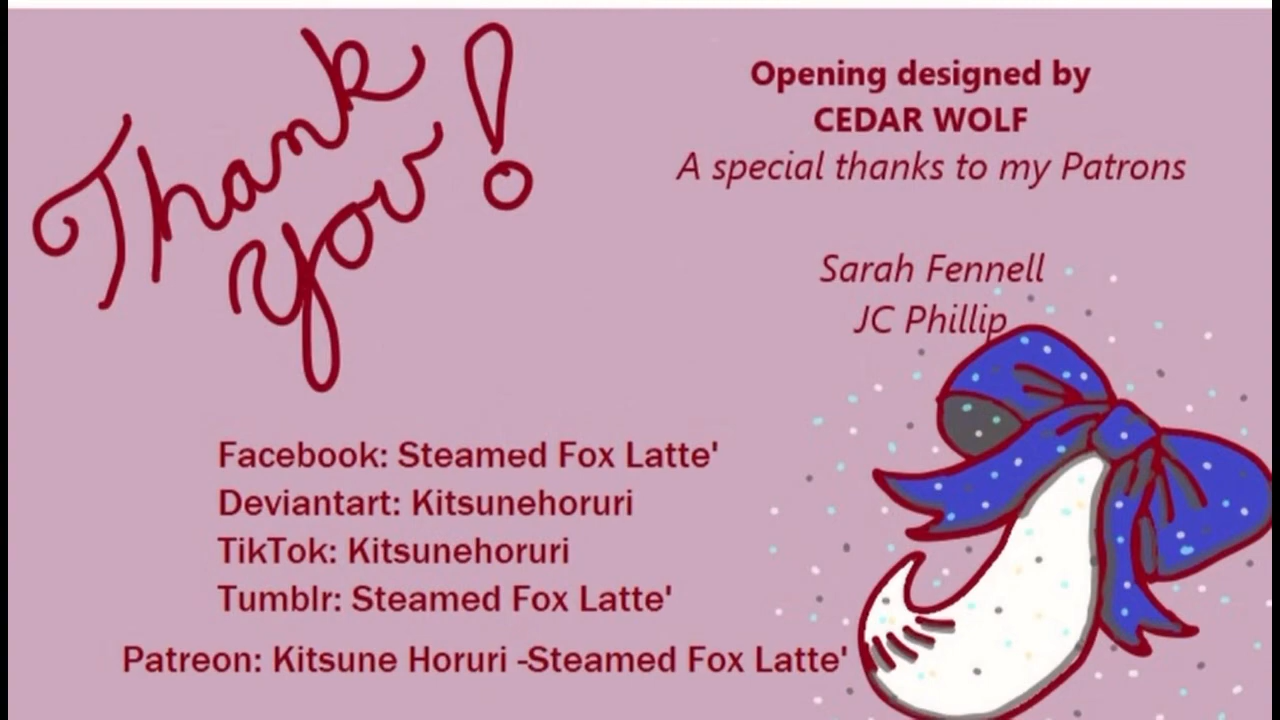 Thank
You!
Opening designed by
CEDAR WOLF
A special thanks to my Patrons
Sarah Fennell
JC Phillip
Facebook: Steamed Fox Latte'
Deviantart: Kitsunehoruri
TikTok: Kitsunehoruri
Tumblr: Steamed Fox Latte'
Patreon: Kitsune Horuri -Steamed Fox Latte'